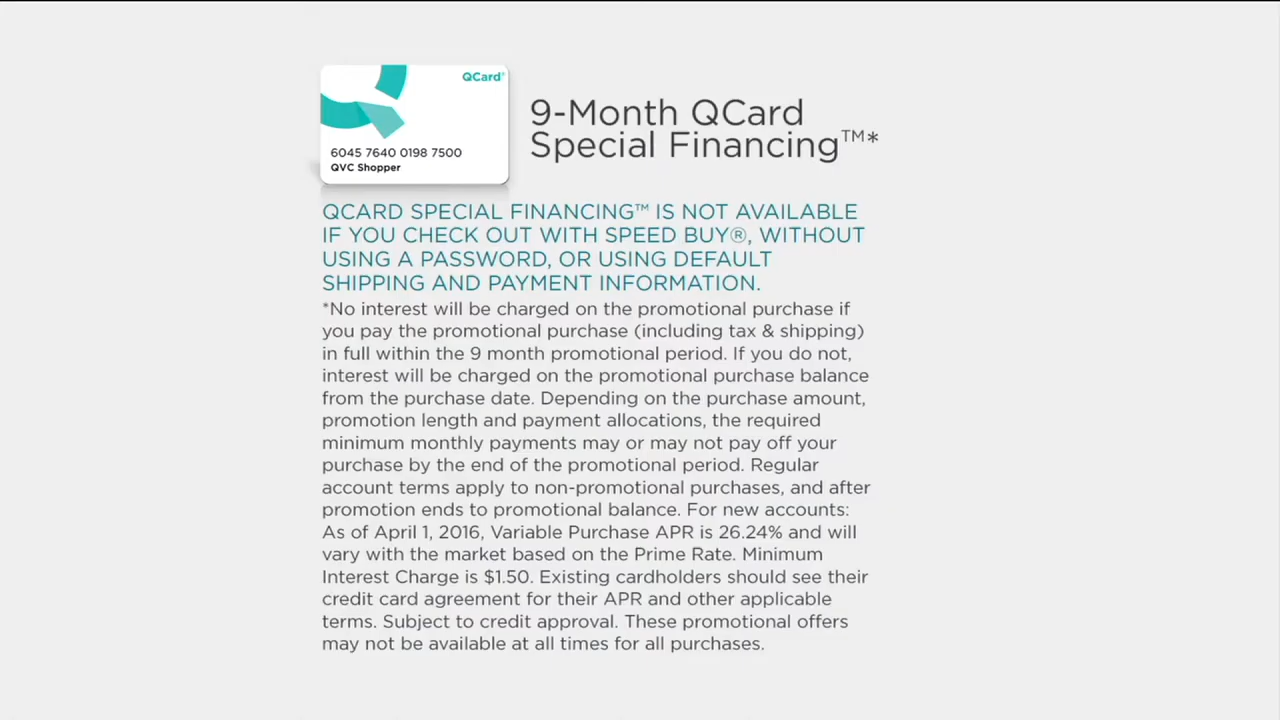 QCard®
6045 7640 0198 7500
QVC Shopper
9-Month QCard
Special Financing™*
QCARD SPECIAL FINANCING™ IS NOT AVAILABLE
IF YOU CHECK OUT WITH SPEED BUY®, WITHOUT
USING A PASSWORD, OR USING DEFAULT
SHIPPING AND PAYMENT INFORMATION.
*No interest will be charged on the promotional purchase if
you pay the promotional purchase (including tax & shipping)
in full within the 9 month promotional period. If you do not,
interest will be charged on the promotional purchase balance
from the purchase date. Depending on the purchase amount,
promotion length and payment allocations, the required
minimum monthly payments may or may not pay off your
purchase by the end of the promotional period. Regular
account terms apply to non-promotional purchases, and after
promotion ends to promotional balance. For new accounts:
As of April 1, 2016, Variable Purchase APR is 26.24% and will
vary with the market based on the Prime Rate. Minimum
Interest Charge is $1.50. Existing cardholders should see their
credit card agreement for their APR and other applicable
terms. Subject to credit approval. These promotional offers
may not be available at all times for all purchases.